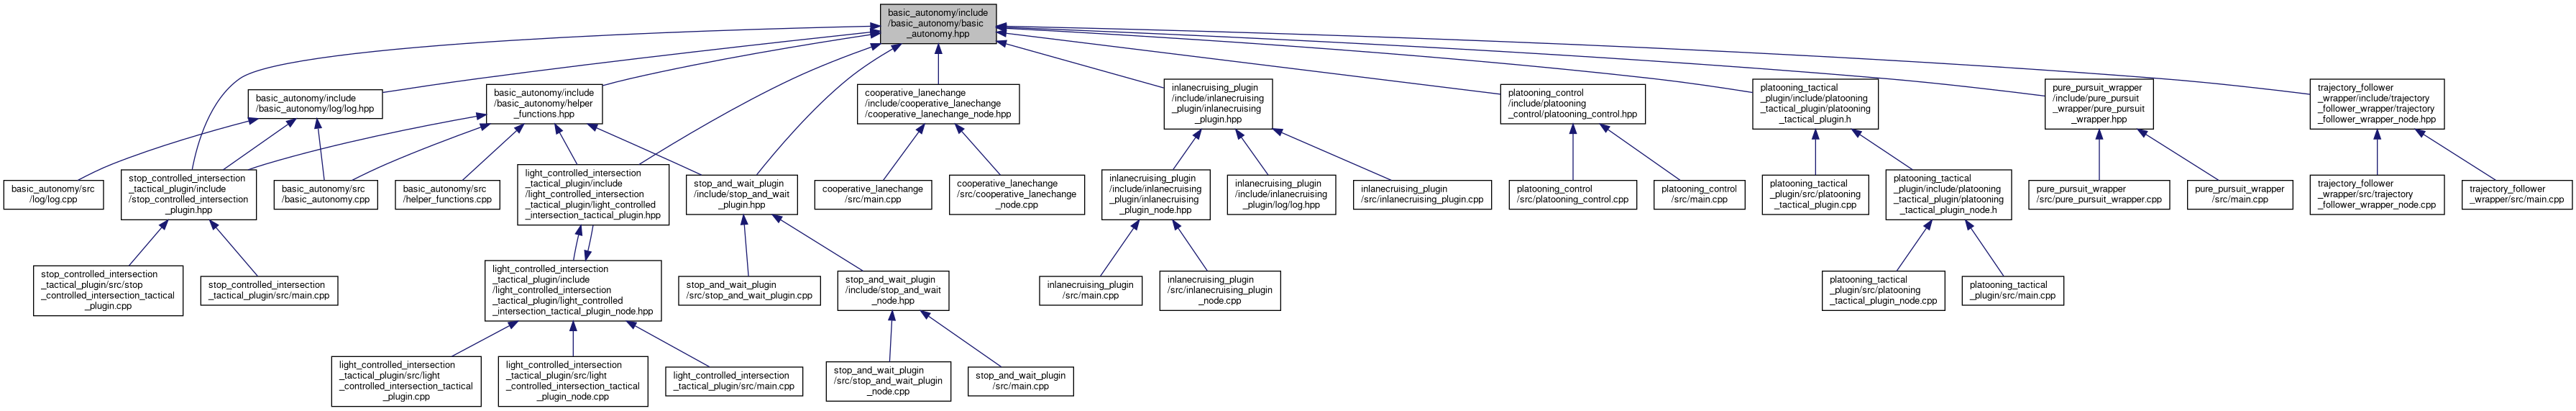 basic_autonomy/include
/basic_autonomy/basic
_autonomy.hpp
basic_autonomy/include
/basic_autonomy/log/log.hpp
basic_autonomy/include
/basic_autonomy/helper
_functions.hpp
cooperative_lanechange
/include/cooperative_lanechange
/cooperative_lanechange_node.hpp
inlanecruising_plugin
/include/inlanecruising
_plugin/inlanecruising
_plugin.hpp
platooning_control
/include/platooning
_control/platooning_control.hpp
platooning_tactical
_plugin/include/platooning
_tactical_plugin/platooning
_tactical_plugin.h
pure_pursuit_wrapper
/include/pure_pursuit
_wrapper/pure_pursuit
_wrapper.hpp
trajectory_follower
_wrapper/include/trajectory
_follower_wrapper/trajectory
_follower_wrapper_node.hpp
basic_autonomy/src
/log/log.cpp
stop_controlled_intersection
_tactical_plugin/include
/stop_controlled_intersection
_plugin.hpp
basic_autonomy/src
/basic_autonomy.cpp
basic_autonomy/src
/helper_functions.cpp
light_controlled_intersection
_tactical_plugin/include
/light_controlled_intersection
_tactical_plugin/light_controlled
_intersection_tactical_plugin.hpp
stop_and_wait_plugin
/include/stop_and_wait
_plugin.hpp
cooperative_lanechange
/src/main.cpp
cooperative_lanechange
/src/cooperative_lanechange
_node.cpp
inlanecruising_plugin
/include/inlanecruising
_plugin/inlanecruising
_plugin_node.hpp
inlanecruising_plugin
/include/inlanecruising
_plugin/log/log.hpp
inlanecruising_plugin
/src/inlanecruising_plugin.cpp
platooning_control
/src/platooning_control.cpp
platooning_control
/src/main.cpp
platooning_tactical
_plugin/src/platooning
_tactical_plugin.cpp
platooning_tactical
_plugin/include/platooning
_tactical_plugin/platooning
_tactical_plugin_node.h
pure_pursuit_wrapper
/src/pure_pursuit_wrapper.cpp
pure_pursuit_wrapper
/src/main.cpp
trajectory_follower
_wrapper/src/trajectory
_follower_wrapper_node.cpp
trajectory_follower
_wrapper/src/main.cpp
stop_controlled_intersection
_tactical_plugin/src/stop
_controlled_intersection_tactical
_plugin.cpp
stop_controlled_intersection
_tactical_plugin/src/main.cpp
light_controlled_intersection
_tactical_plugin/include
/light_controlled_intersection
_tactical_plugin/light_controlled
_intersection_tactical_plugin_node.hpp
stop_and_wait_plugin
/src/stop_and_wait_plugin.cpp
stop_and_wait_plugin
/include/stop_and_wait
_node.hpp
inlanecruising_plugin
/src/main.cpp
inlanecruising_plugin
/src/inlanecruising_plugin
_node.cpp
platooning_tactical
_plugin/src/platooning
_tactical_plugin_node.cpp
platooning_tactical
_plugin/src/main.cpp
light_controlled_intersection
_tactical_plugin/src/light
_controlled_intersection_tactical
_plugin.cpp
light_controlled_intersection
_tactical_plugin/src/light
_controlled_intersection_tactical
_plugin_node.cpp
light_controlled_intersection
_tactical_plugin/src/main.cpp
stop_and_wait_plugin
/src/stop_and_wait_plugin
_node.cpp
stop_and_wait_plugin
/src/main.cpp